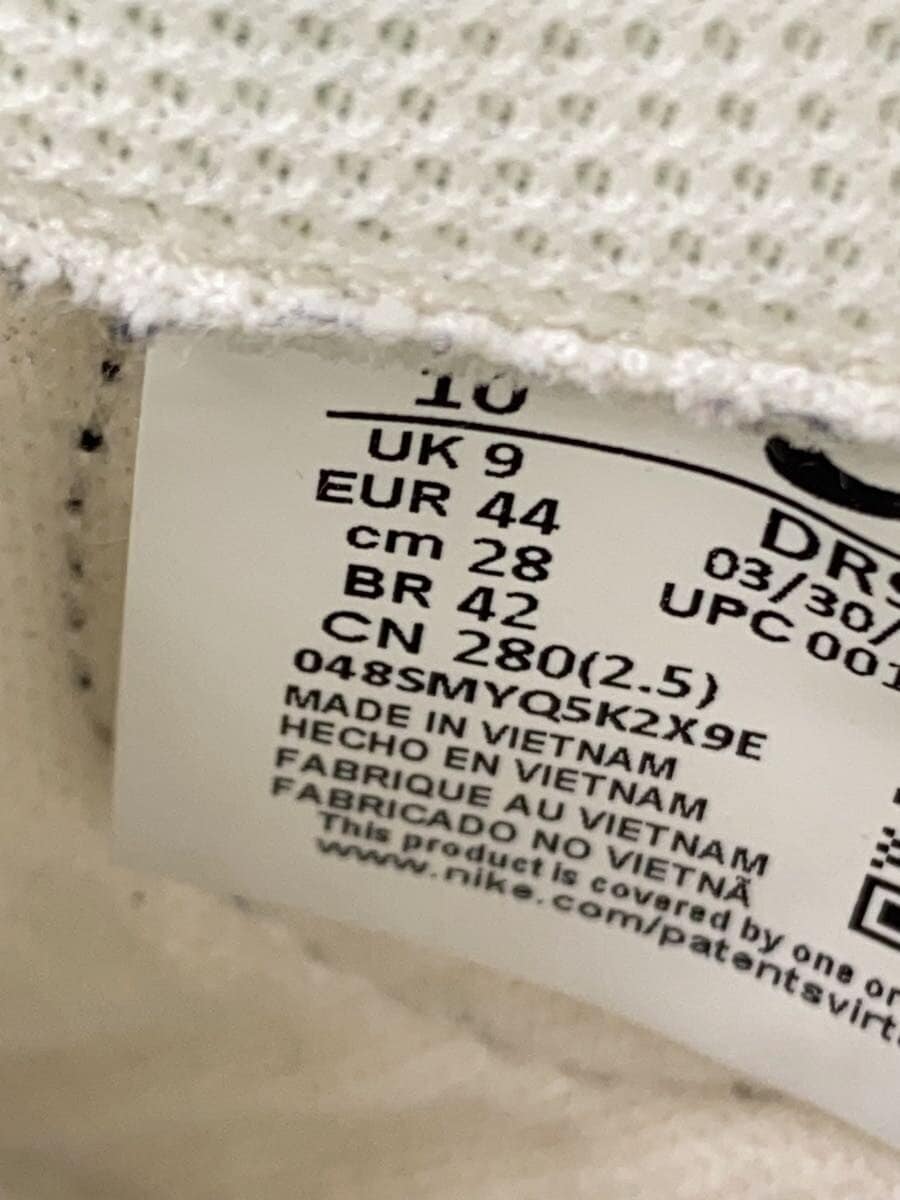 10
UK 9
EUR 44
cm 28
BR 42
CN 280(2.5)
048SMYQ5K2X9E
MADE IN VIETNAM
HECHO EN VIETNAM
FABRIQUE AU VIETNAM
FABRICADO NO VIETNÃ
This product is covered by one or
www.nike.com/patentsvirt
03/30/
UPC 001